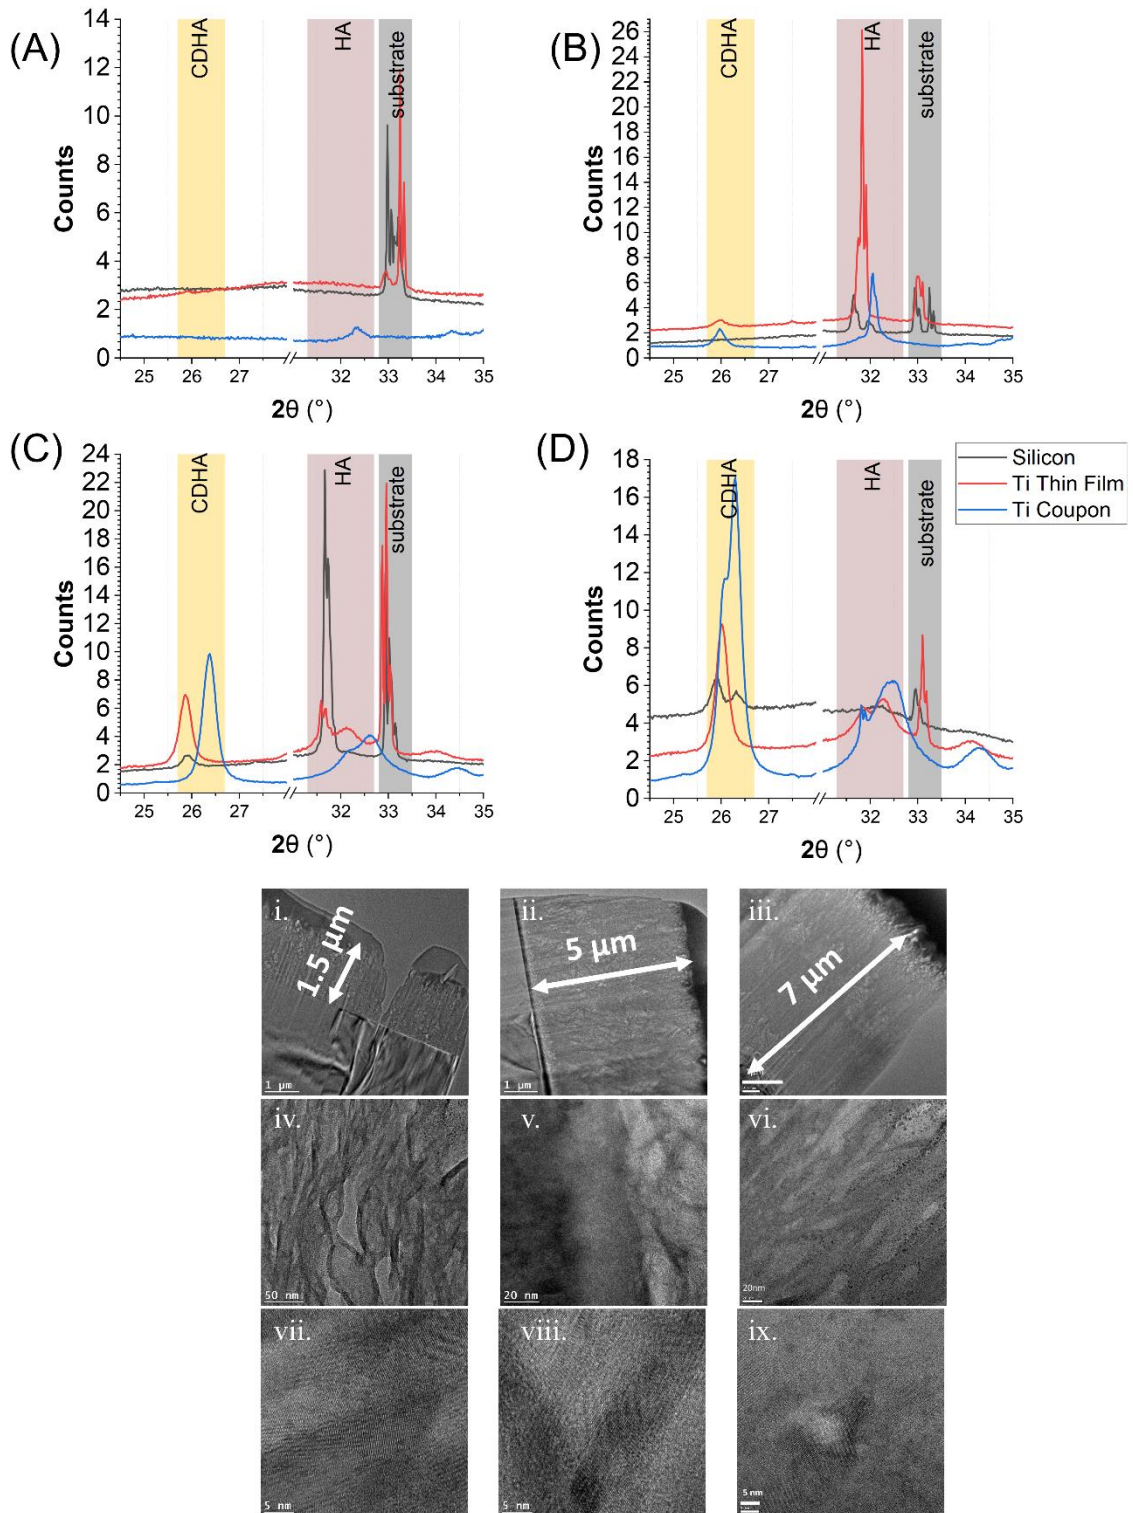 (A)
CDHA
HA
substrate
Counts
14
12
10
8
6
4
2
0
25 26 27 32 33 34 35
2θ (°)
(B)
CDHA
HA
substrate
Counts
26
24
22
20
18
16
14
12
10
8
6
4
2
0
25 26 27 32 33 34 35
2θ (°)
(C)
CDHA
HA
substrate
Counts
24
22
20
18
16
14
12
10
8
6
4
2
0
25 26 27 32 33 34 35
2θ (°)
(D)
CDHA
HA
substrate
Counts
18
16
14
12
10
8
6
4
2
0
25 26 27 32 33 34 35
2θ (°)
Silicon
Ti Thin Film
Ti Coupon
i.
1.5 μm
1 μm
ii.
5 μm
1 μm
iii.
7 μm
iv.
50 nm
v.
20 nm
vi.
20nm
vii.
5 nm
viii.
5 nm
ix.
5 nm